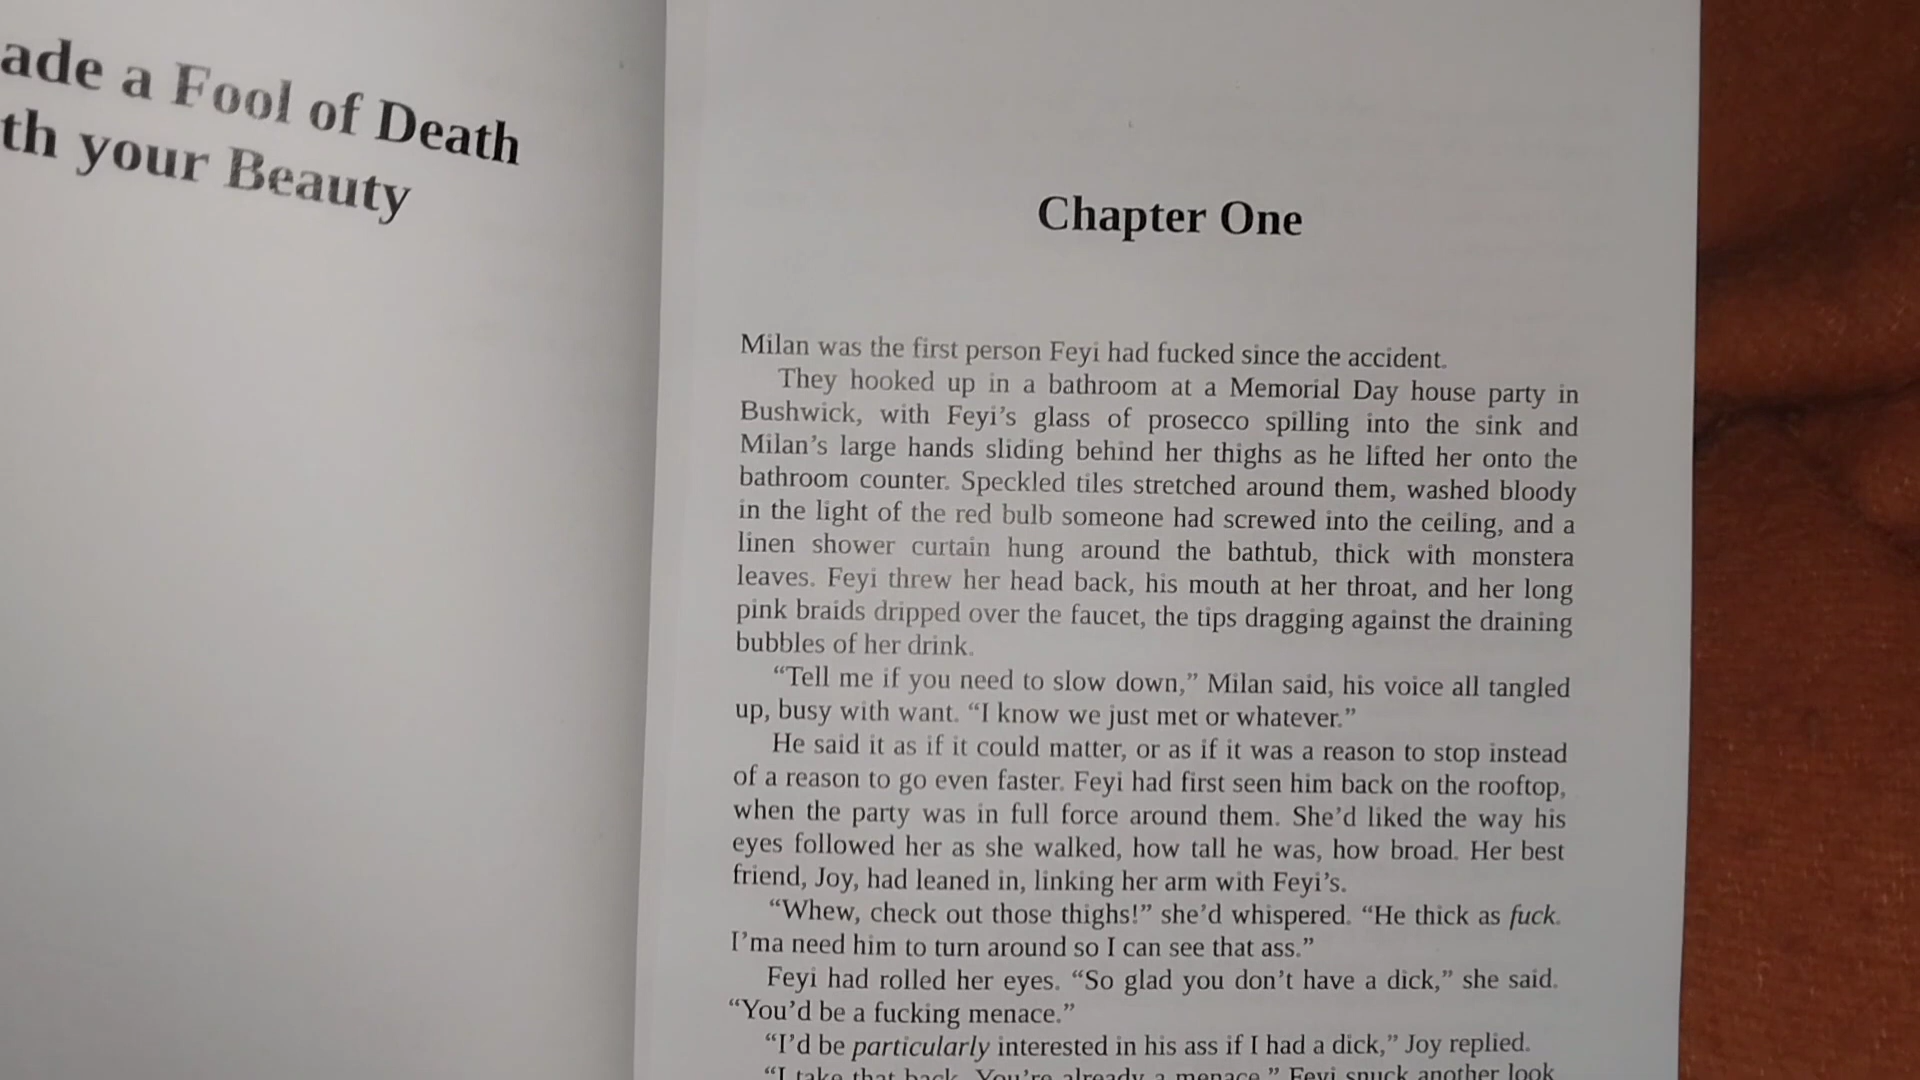 ade a Fool of Death
th your Beauty
Chapter One
Milan was the first person Feyi had fucked since the accident.
They hooked up in a bathroom at a Memorial Day house party in
Bushwick, with Feyi’s glass of prosecco spilling into the sink and
Milan’s large hands sliding behind her thighs as he lifted her onto the
bathroom counter. Speckled tiles stretched around them, washed bloody
in the light of the red bulb someone had screwed into the ceiling, and a
linen shower curtain hung around the bathtub, thick with monstera
leaves. Feyi threw her head back, his mouth at her throat, and her long
pink braids dripped over the faucet, the tips dragging against the draining
bubbles of her drink.
“Tell me if you need to slow down,” Milan said, his voice all tangled
up, busy with want. “I know we just met or whatever.”
He said it as if it could matter, or as if it was a reason to stop instead
of a reason to go even faster. Feyi had first seen him back on the rooftop,
when the party was in full force around them. She’d liked the way his
eyes followed her as she walked, how tall he was, how broad. Her best
friend, Joy, had leaned in, linking her arm with Feyi’s.
“Whew, check out those thighs!” she’d whispered. “He thick as fuck.
I’ma need him to turn around so I can see that ass.”
Feyi had rolled her eyes. “So glad you don’t have a dick,” she said.
“You’d be a fucking menace.”
“I’d be particularly interested in his ass if I had a dick,” Joy replied.
“I take that back. You’re already a menace.” Feyi snuck another look